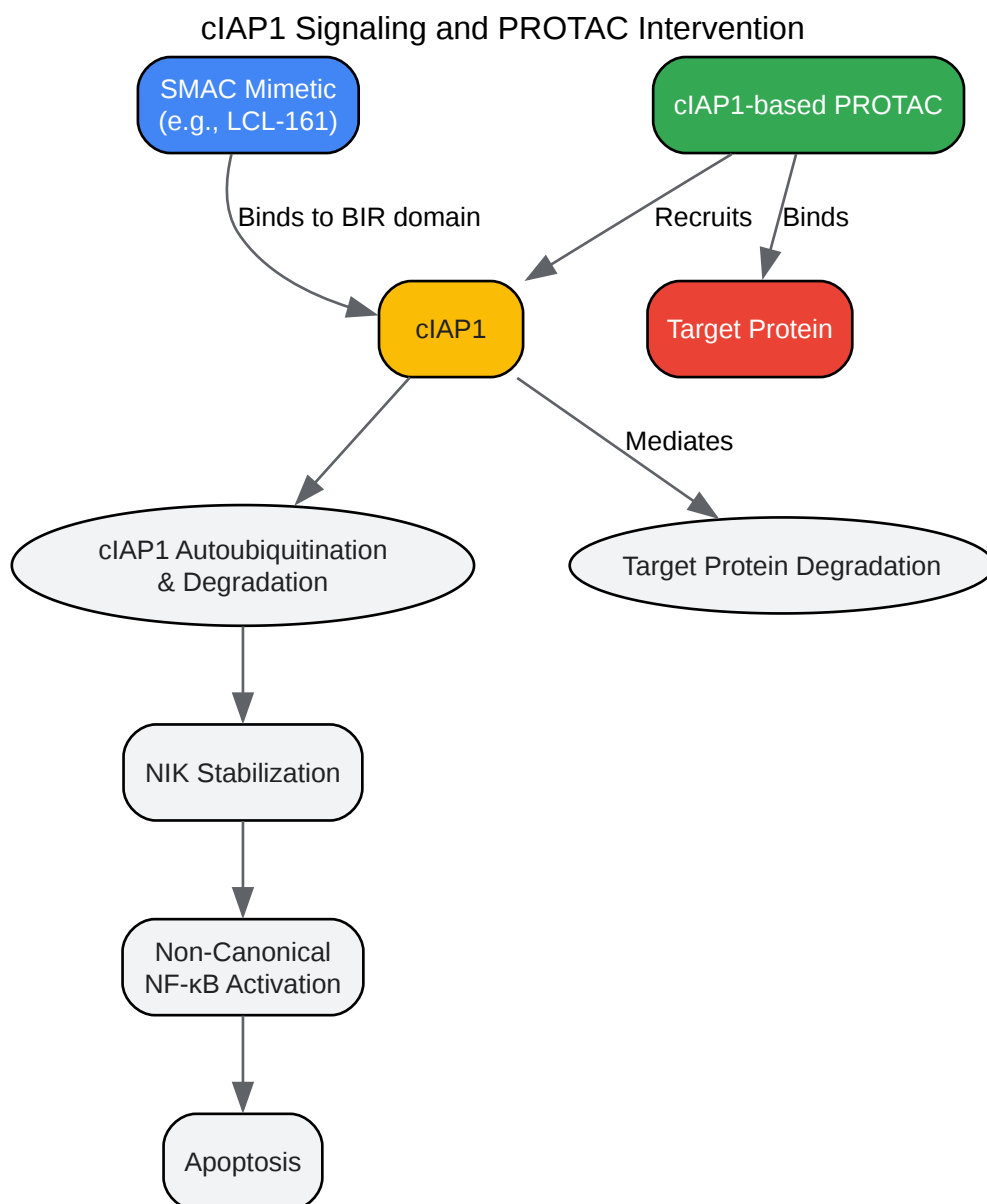 cIAP1 Signaling and PROTAC Intervention
SMAC Mimetic
(e.g., LCL-161)
cIAP1-based PROTAC
Binds to BIR domain
Recruits
Binds
cIAP1
Target Protein
Mediates
cIAP1 Autoubiquitination
& Degradation
Target Protein Degradation
NIK Stabilization
Non-Canonical
NF-κB Activation
Apoptosis